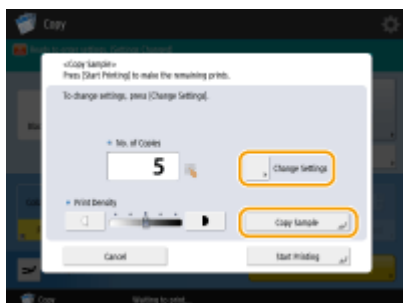 Copy
<Copy Sample>
Press [Start Printing] to make the remaining prints.
To change settings, press [Change Settings].
No. of Copies
5
Change Settings
Print Density
Copy Sample
Cancel
Start Printing
Copy
Waiting to print.